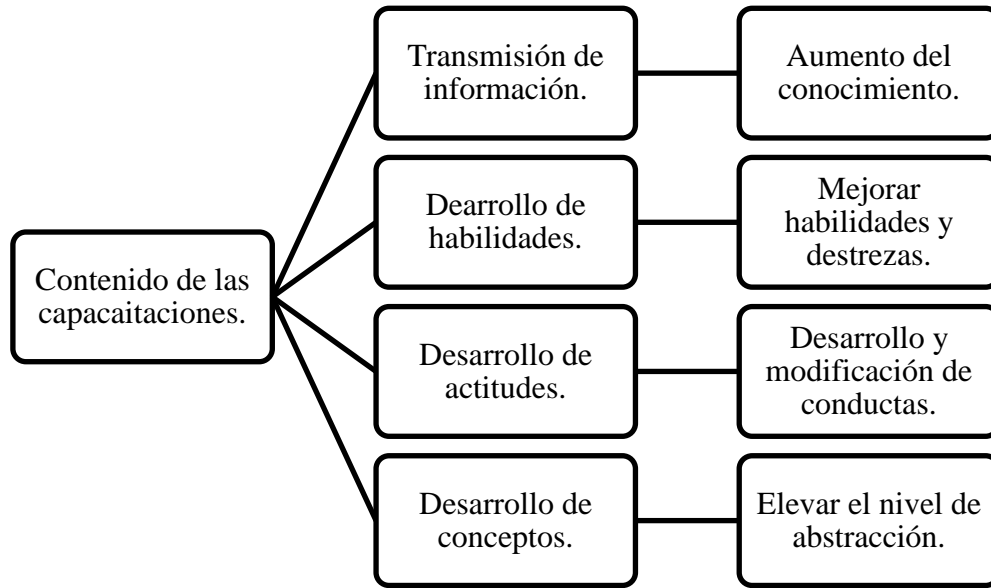 Contenido de las
capacaitaciones.
Transmisión de
información.
Aumento del
conocimiento.
Dearrollo de
habilidades.
Mejorar
habilidades y
destrezas.
Desarrollo de
actitudes.
Desarrollo y
modificación de
conductas.
Desarrollo de
conceptos.
Elevar el nivel de
abstracción.